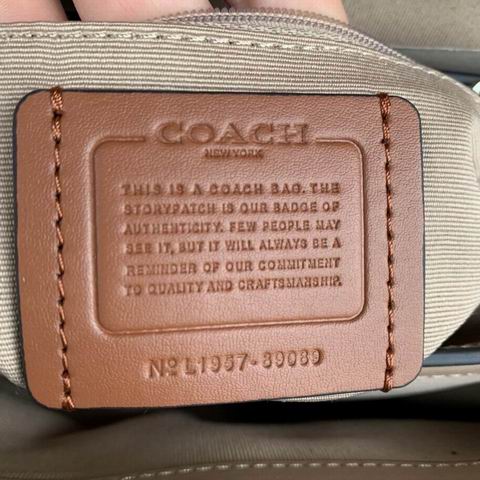 COACH
NEW YORK
THIS IS A COACH BAG. THE
STORYPATCH IS OUR BADGE OF
AUTHENTICITY. FEW PEOPLE MAY
SEE IT, BUT IT WILL ALWAYS BE A
REMINDER OF OUR COMMITMENT
TO QUALITY AND CRAFTSMANSHIP.
Nº L1957-89089